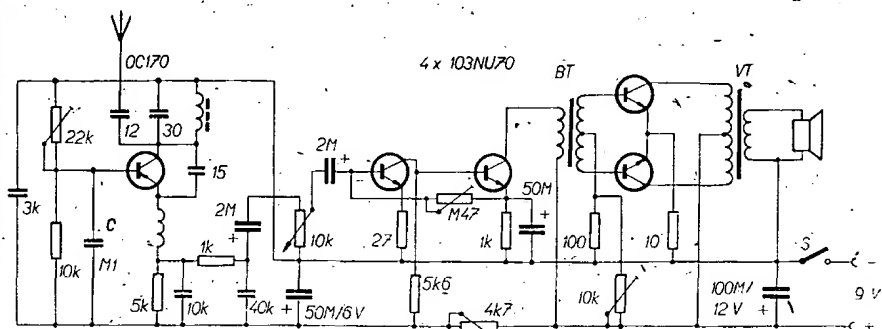 OC170
4 x 103NU70
BT
VT
22k
12
30
15
2M
2M
3k
10k
C
M1
1k
10k
27
M47
1k
50M
100
10
S
-
9 V
+
5k
10k
40k
50M/6V
5k6
4k7
10k
100M/
12V